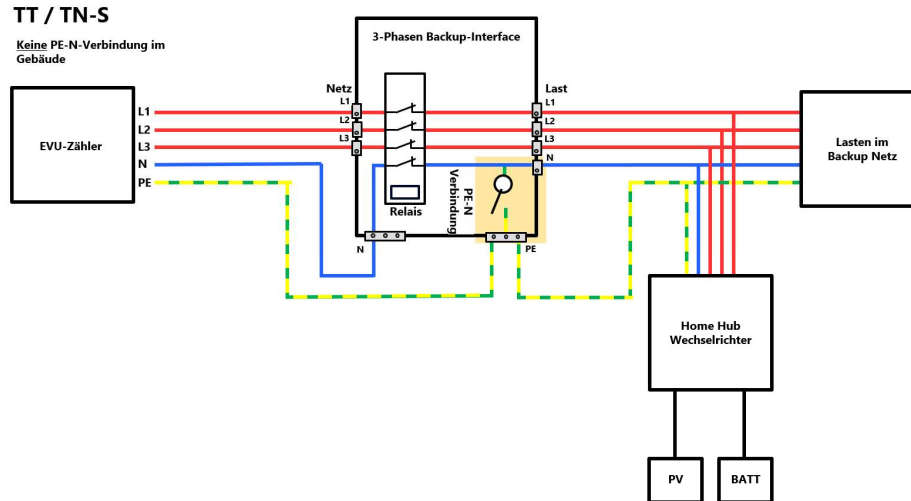 TT / TN-S
Keine PE-N-Verbindung im
Gebäude
3-Phasen Backup-Interface
Netz
Last
L1
L2
L3
L1
L2
L3
N
EVU-Zähler
L1
L2
L3
N
PE
Relais
PE-N
Verbindung
N
PE
Lasten im
Backup Netz
Home Hub
Wechselrichter
PV
BATT